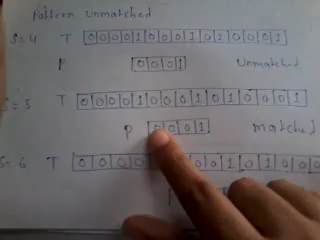 Pattern Unmatched
S=4 T 0 0 0 0 1 0 0 0 1 0 1 0 0 0 1
P 0 0 0 1 Unmatched
S=5 T 0 0 0 0 1 0 0 0 1 0 1 0 0 0 1
P 0 0 0 1 matched
S=6 T 0 0 0 0 0 0 1 0 1 0 0